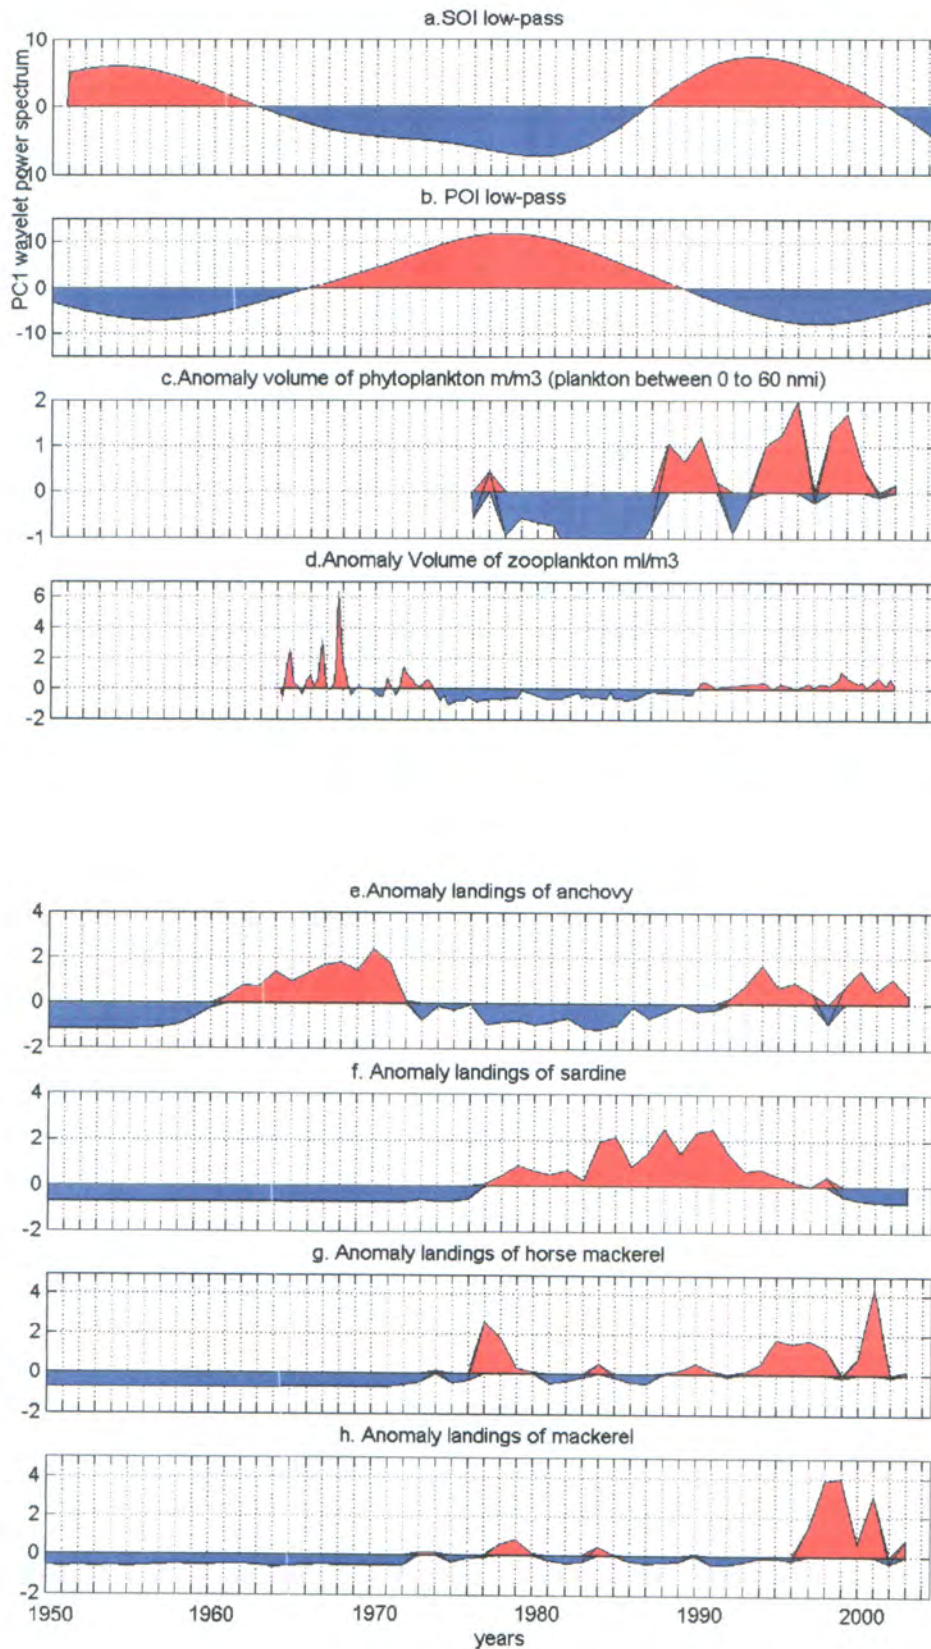 a.SOI low-pass
10
0
10
PC1 wavelet power spectrum
b. POI low-pass
10
0
-10
c.Anomaly volume of phytoplankton m/m3 (plankton between 0 to 60 nmi)
2
1
0
-1
d.Anomaly Volume of zooplankton ml/m3
6
4
2
0
-2
e.Anomaly landings of anchovy
4
2
0
-2
f. Anomaly landings of sardine
4
2
0
-2
g. Anomaly landings of horse mackerel
4
2
0
-2
h. Anomaly landings of mackerel
4
2
0
-2
1950 1960 1970 1980 1990 2000
years